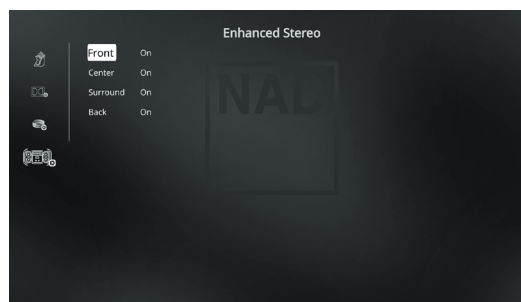 Enhanced Stereo
Front On
Center On
Surround On
Back On
NAD